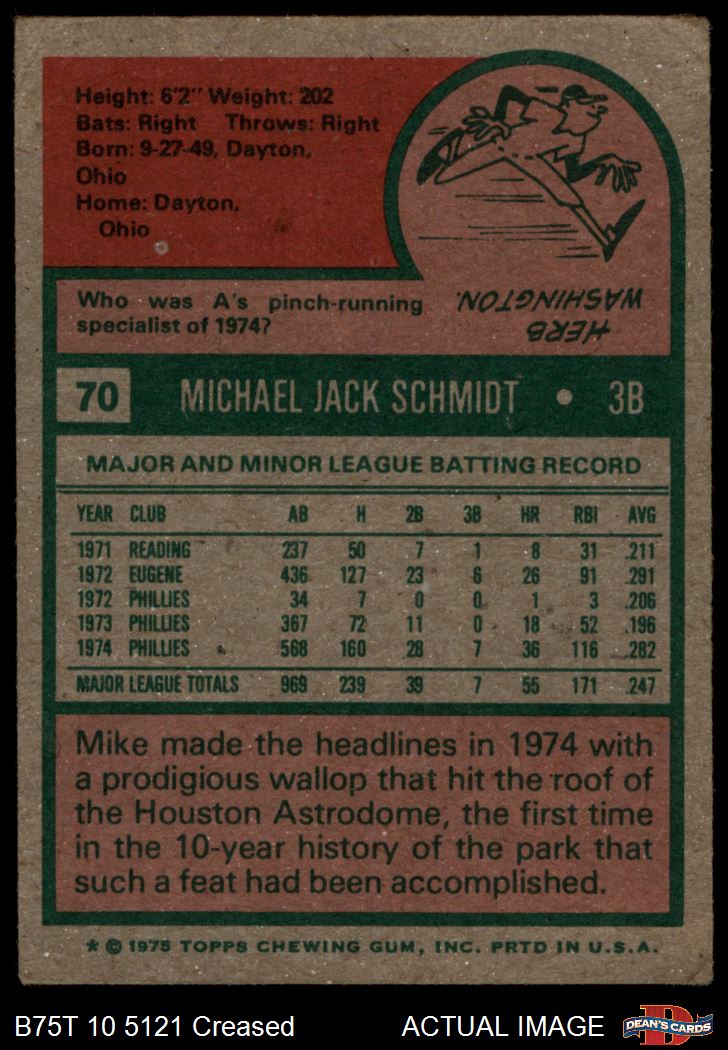 Height: 6'2" Weight: 202
Bats: Right Throws: Right
Born: 9-27-49, Dayton,
Ohio
Home: Dayton,
Ohio
Who was A's pinch-running
specialist of 1974?
HERB
WASHINGTON.
70 MICHAEL JACK SCHMIDT • 3B
MAJOR AND MINOR LEAGUE BATTING RECORD
YEAR CLUB AB H 2B 3B HR RBI AVG
1971 READING 237 50 7 1 8 31 .211
1972 EUGENE 436 127 23 6 26 91 .291
1972 PHILLIES 34 7 0 0 1 3 .206
1973 PHILLIES 367 72 11 0 18 52 .196
1974 PHILLIES 568 160 28 7 36 116 .282
MAJOR LEAGUE TOTALS 969 239 39 7 55 171 .247
Mike made the headlines in 1974 with
a prodigious wallop that hit the roof of
the Houston Astrodome, the first time
in the 10-year history of the park that
such a feat had been accomplished.
* © 1975 TOPPS CHEWING GUM, INC. PRTD IN U.S.A.
B75T 10 5121 Creased ACTUAL IMAGE
D
DEAN'S CARDS